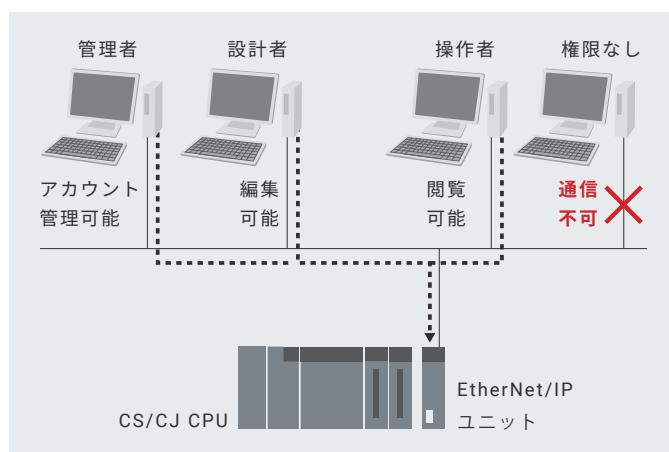 管理者
設計者
操作者
権限なし
アカウント
管理可能
編集
可能
閲覧
可能
通信
不可
CS/CJ CPU
EtherNet/IP
ユニット